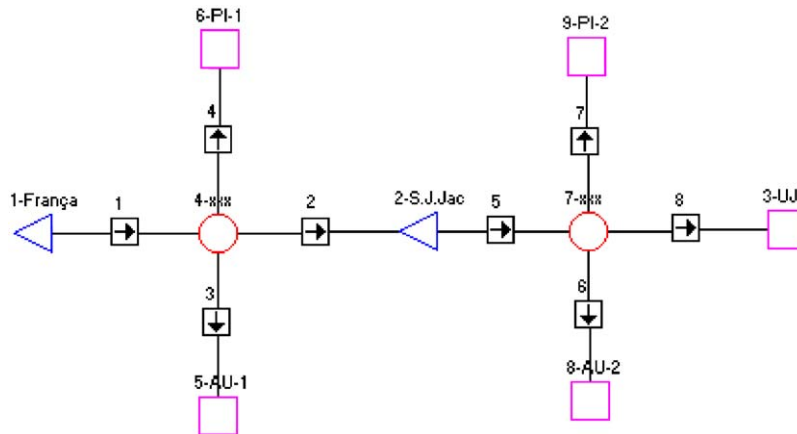 6-PI-1
9-PI-2
4
7
1-França
1
4-xxx
2
2-S.J.Jac
5
7-xxx
8
3-UJ
3
6
5-AU-1
8-AU-2